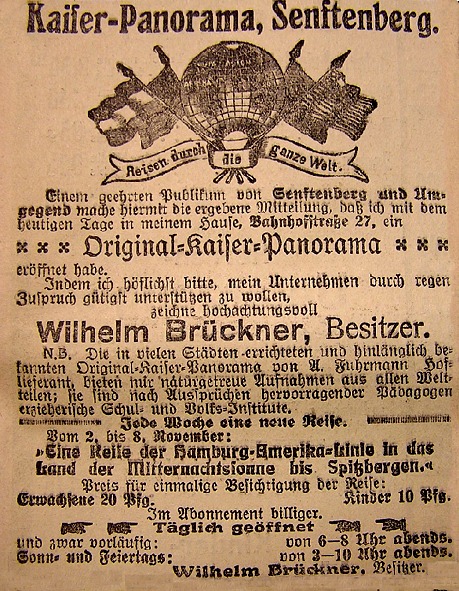 Kaiser-Panorama, Senftenberg.
Reisen durch die ganze Welt.
Einem geehrten Publikum von Senftenberg und Um-
gegend mache hiermit die ergebene Mitteilung, daß ich mit dem
heutigen Tage in meinem Hause, Bahnhofstraße 27, ein
Original-Kaiser-Panorama
eröffnet habe.
Indem ich höflichst bitte, mein Unternehmen durch regen
Zuspruch gütigst unterstützen zu wollen,
zeichne hochachtungsvoll
Wilhelm Brückner, Besitzer.
N.B. Die in vielen Städten errichteten und hinlänglich be-
kannten Original-Kaiser-Panorama von A. Fuhrmann Hof-
lieferant, bieten nur naturgetreue Aufnahmen aus allen Welt-
teilen; sie sind nach Aussprüchen hervorragender Pädagogen
erzieherische Schul- und Volks-Institute.
Jede Woche eine neue Reise.
Vom 2. bis 8. November:
»Eine Reise der Hamburg-Amerika-Linie in das
Land der Mitternachtsonne bis Spitzbergen.«
Preis für einmalige Besichtigung der Reise:
Erwachsene 20 Pfg. Kinder 10 Pfg.
Im Abonnement billiger.
Täglich geöffnet
und zwar vorläufig: von 6–8 Uhr abends.
Sonn- und Feiertags: von 3–10 Uhr abends.
Wilhelm Brückner, Besitzer.